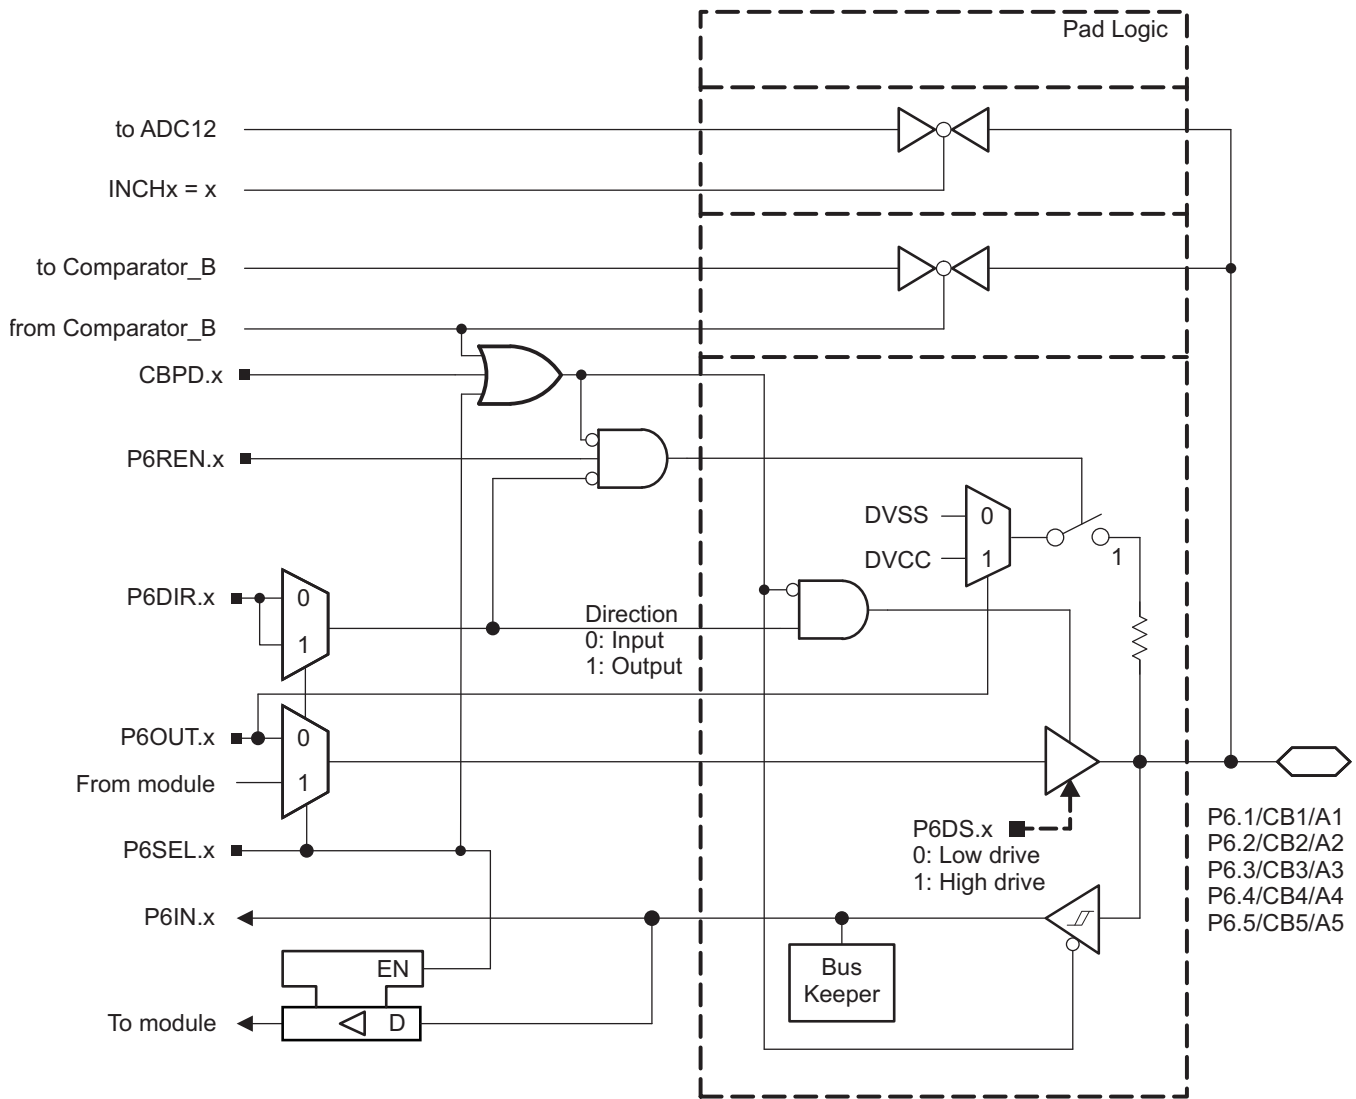 Pad Logic
to ADC12
INCHx = x
to Comparator_B
from Comparator_B
CBPD.x
P6REN.x
DVSS
0
DVCC
1
1
P6DIR.x
0
1
Direction
0: Input
1: Output
P6OUT.x
0
From module
1
P6SEL.x
P6DS.x
0: Low drive
1: High drive
P6.1/CB1/A1
P6.2/CB2/A2
P6.3/CB3/A3
P6.4/CB4/A4
P6.5/CB5/A5
P6IN.x
EN
Bus
Keeper
To module
D